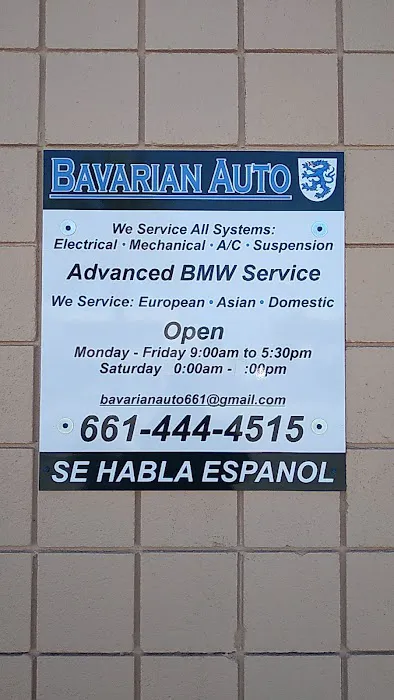 BAVARIAN AUTO
We Service All Systems:
Electrical • Mechanical • A/C • Suspension
Advanced BMW Service
We Service: European • Asian • Domestic
Open
Monday - Friday 9:00am to 5:30pm
Saturday 0:00am - :00pm
bavarianauto661@gmail.com
661-444-4515
SE HABLA ESPANOL